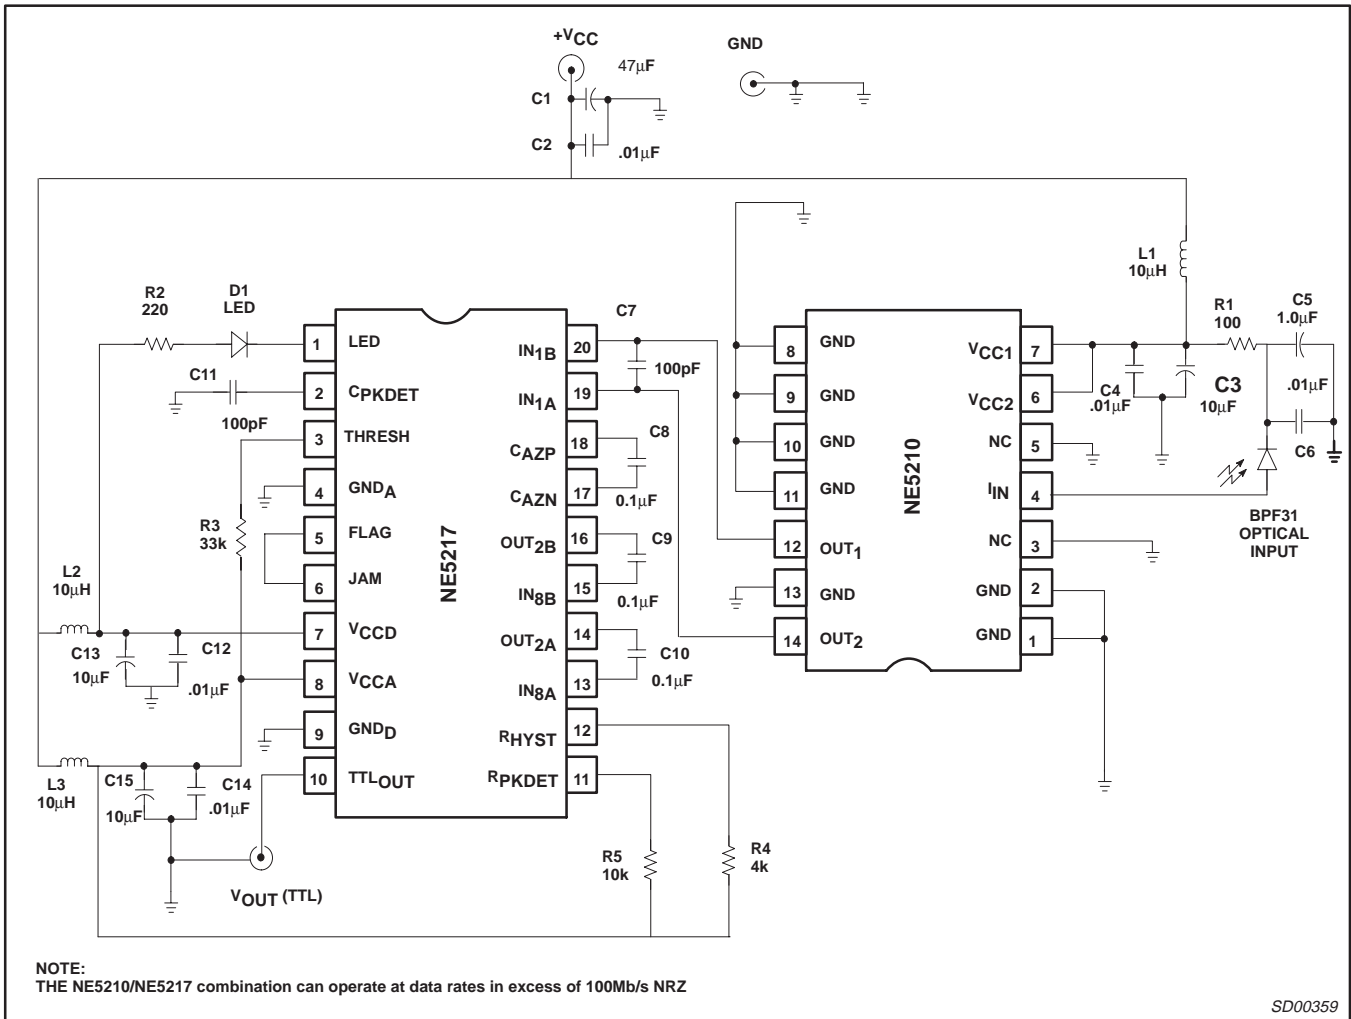 +VCC
47µF
C1
C2
.01µF
GND
L1
10µH
R2
220
D1
LED
C11
100pF
R3
33k
L2
10µH
C13
10µF
C12
.01µF
L3
10µH
C15
10µF
C14
.01µF
VOUT (TTL)
NE5217
1 LED
2 CPKDET
3 THRESH
4 GNDA
5 FLAG
6 JAM
7 VCCD
8 VCCA
9 GNDD
10 TTLOUT
IN1B 20
IN1A 19
CAZP 18
CAZN 17
OUT2B 16
IN8B 15
OUT2A 14
IN8A 13
RHYST 12
RPKDET 11
C7
100pF
C8
0.1µF
C9
0.1µF
C10
0.1µF
R5
10k
R4
4k
NE5210
8 GND
9 GND
10 GND
11 GND
12 OUT1
13 GND
14 OUT2
VCC1 7
VCC2 6
NC 5
IIN 4
NC 3
GND 2
GND 1
R1
100
C5
1.0µF
C4
.01µF
C3
10µF
.01µF
C6
BPF31
OPTICAL
INPUT
NOTE:
THE NE5210/NE5217 combination can operate at data rates in excess of 100Mb/s NRZ
SD00359